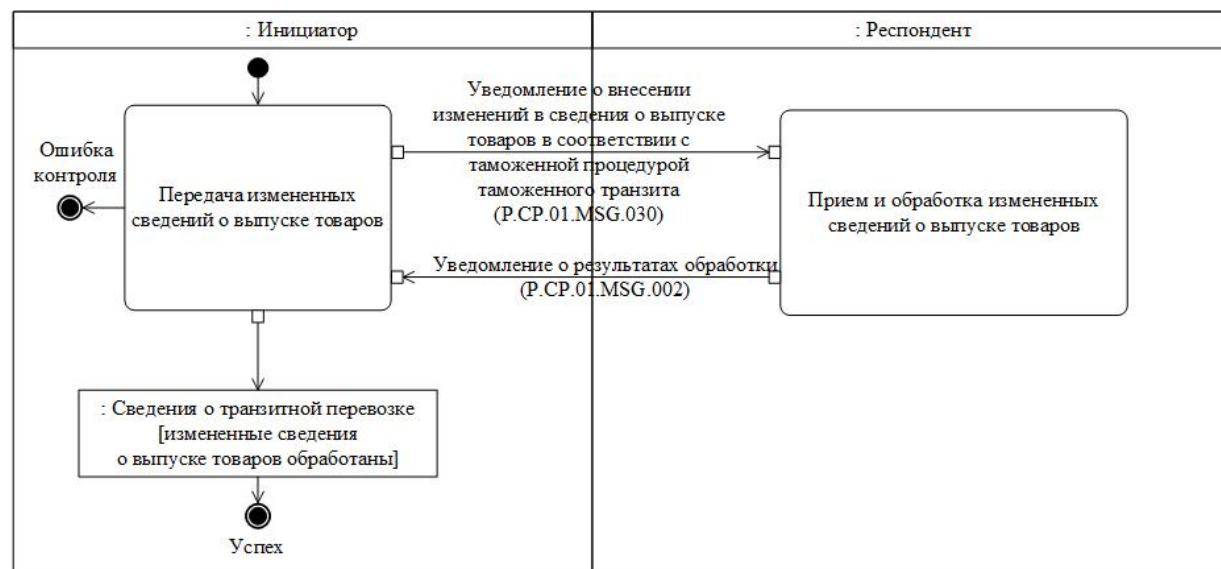 : Инициатор
: Респондент
Уведомление о внесении
изменений в сведения о выпуске
товаров в соответствии с
таможенной процедурой
таможенного транзита
(P.CP.01.MSG.030)
Ошибка
контроля
Передача измененных
сведений о выпуске товаров
Прием и обработка измененных
сведений о выпуске товаров
Уведомление о результатах обработки
(P.CP.01.MSG.002)
: Сведения о транзитной перевозке
[измененные сведения
о выпуске товаров обработаны]
Успех